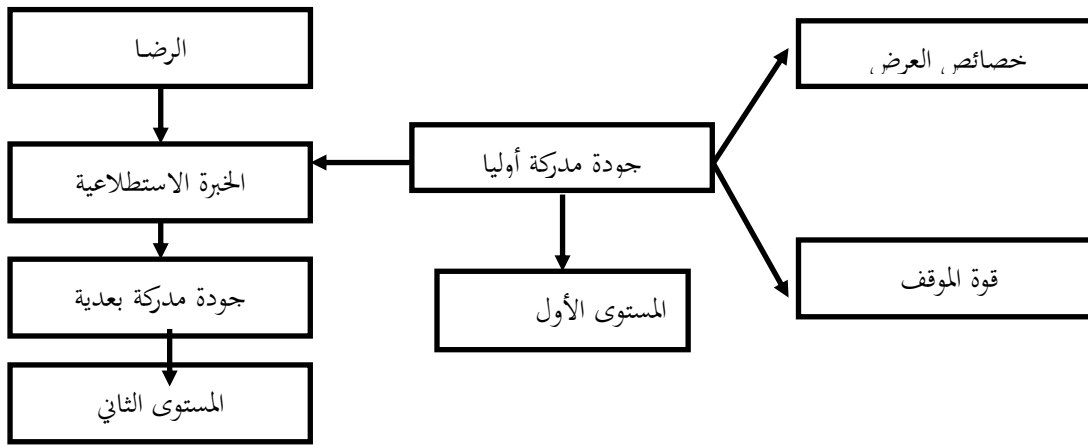 خصائص العرض
قوة الموقف
جودة مدركة أوليا
المستوى الأول
الرضا
الخبرة الاستطلاعية
جودة مدركة بعدية
المستوى الثاني